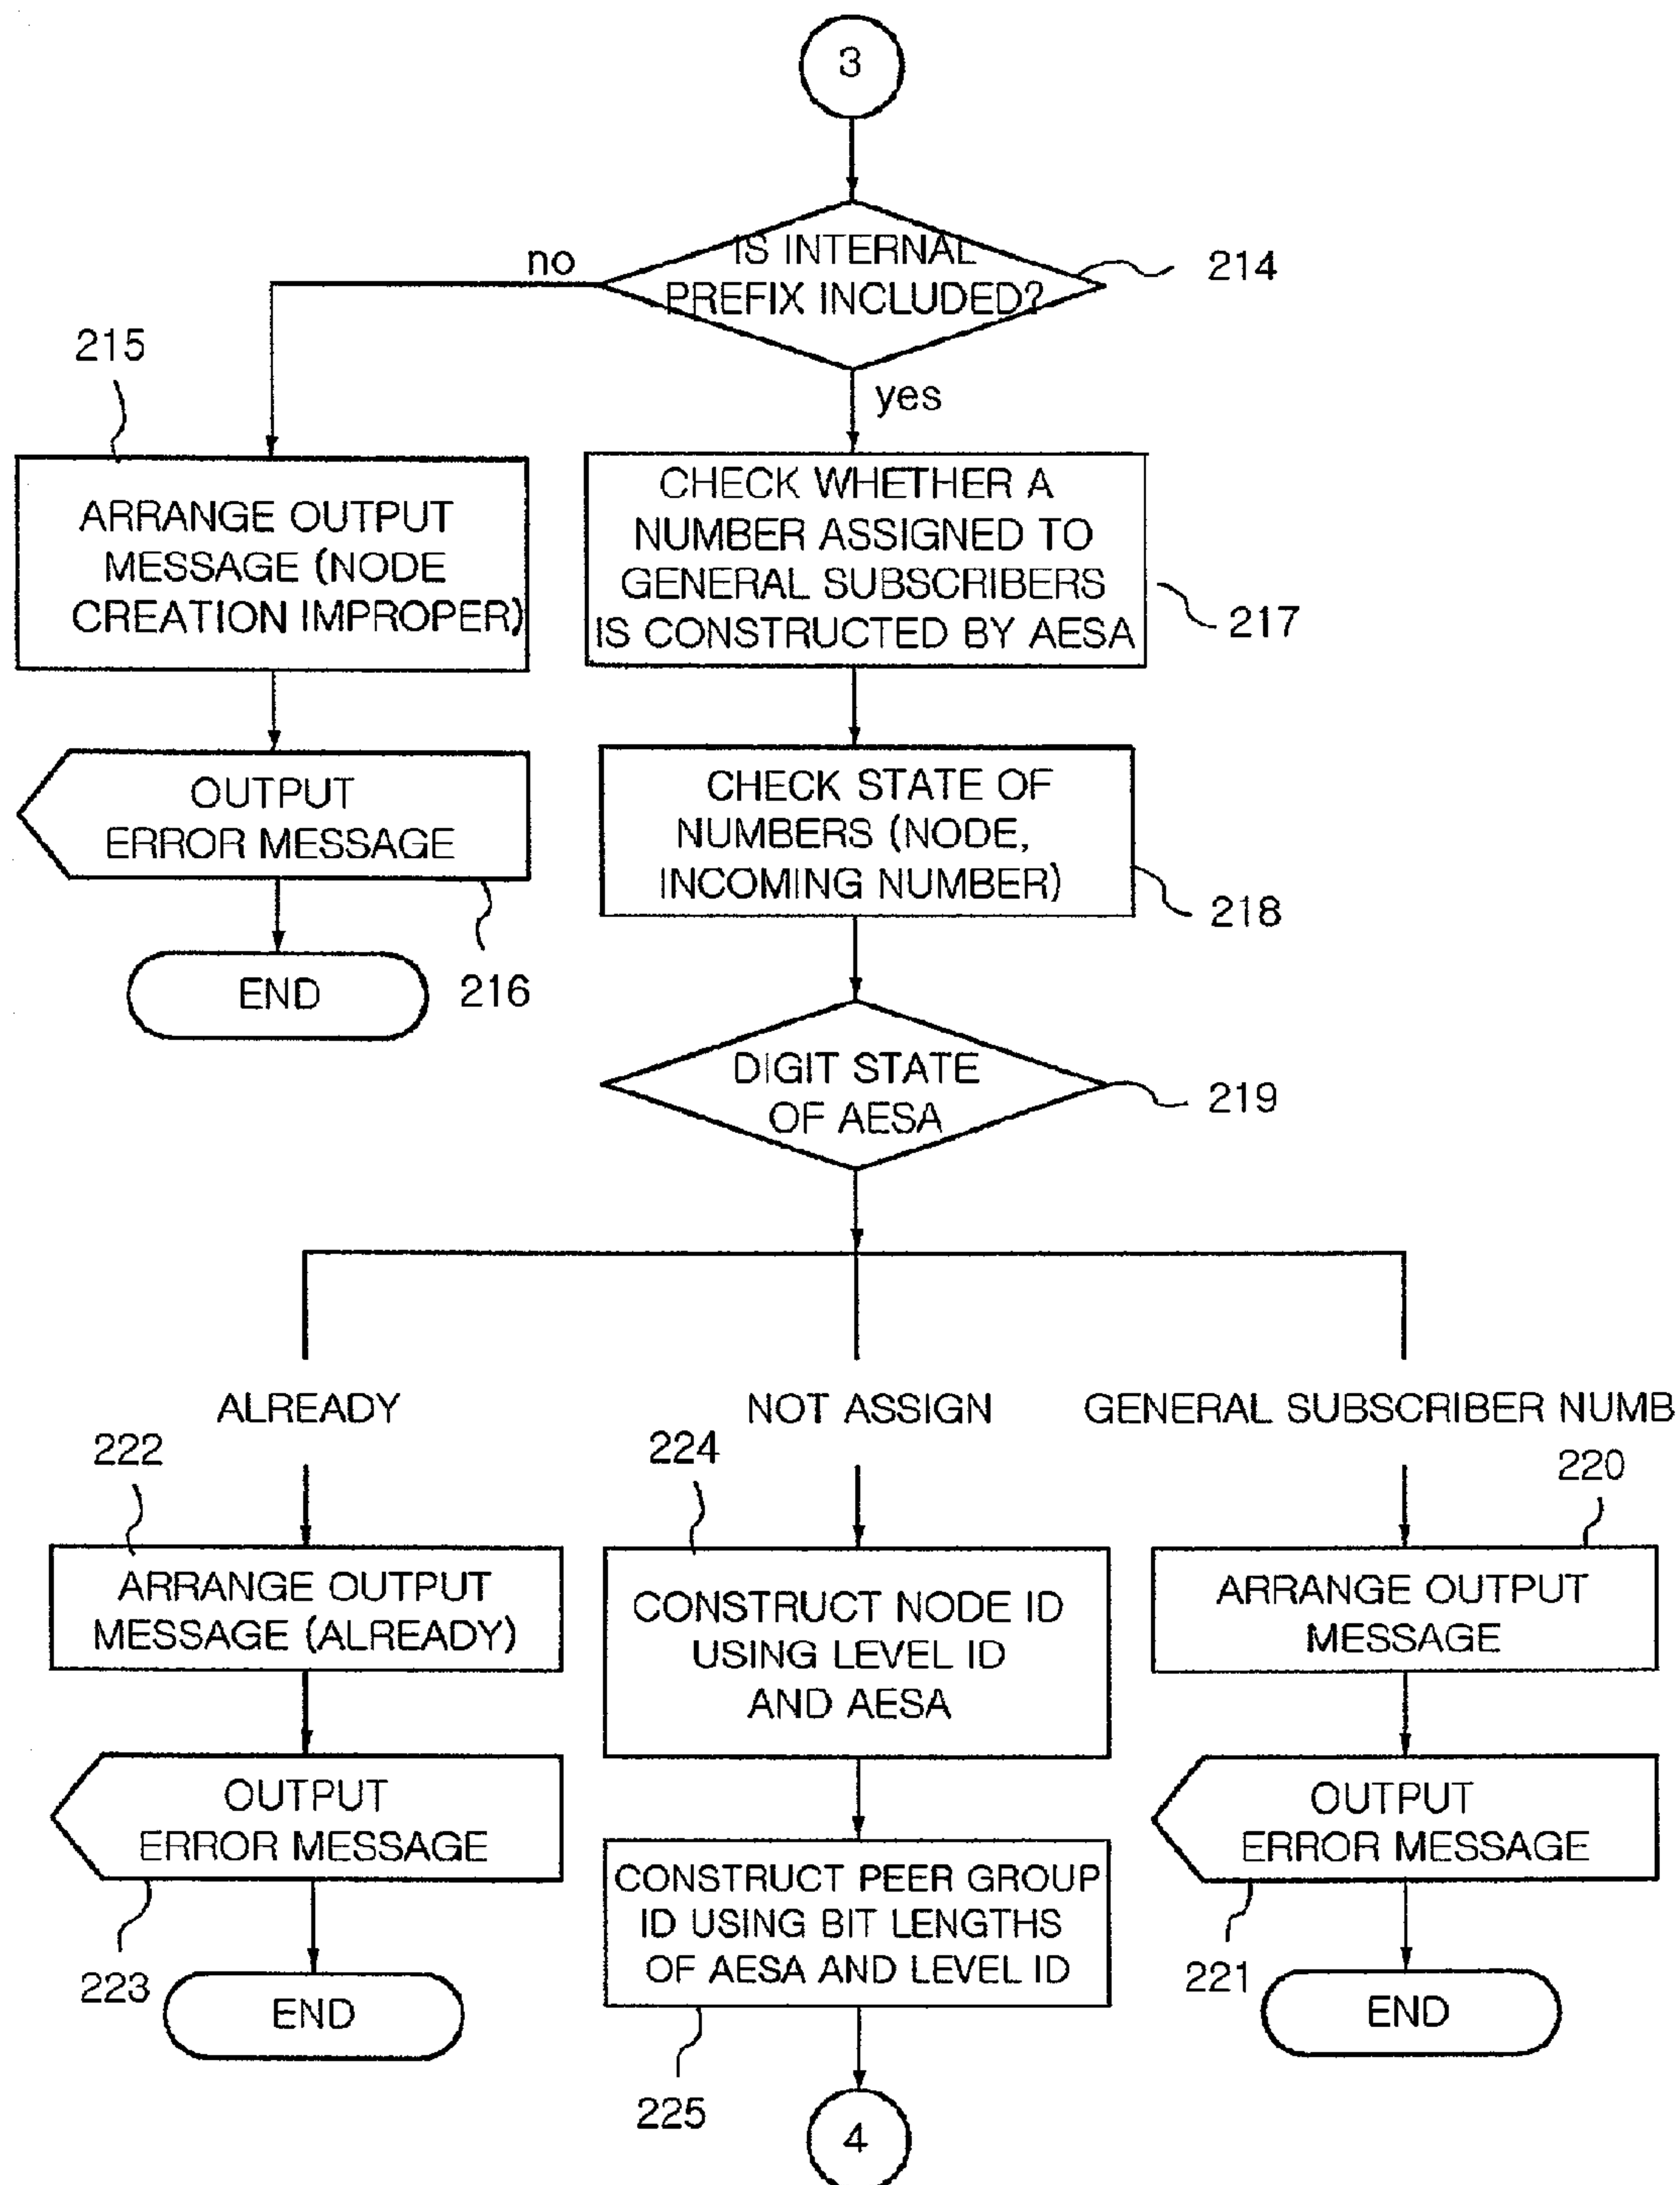 3
IS INTERNAL
PREFIX INCLUDED?
214
no
yes
215
ARRANGE OUTPUT
MESSAGE (NODE
CREATION IMPROPER)
CHECK WHETHER A
NUMBER ASSIGNED TO
GENERAL SUBSCRIBERS
IS CONSTRUCTED BY AESA
217
OUTPUT
ERROR MESSAGE
216
END
CHECK STATE OF
NUMBERS (NODE,
INCOMING NUMBER)
218
DIGIT STATE
OF AESA
219
ALREADY
NOT ASSIGN
GENERAL SUBSCRIBER NUMB
222
ARRANGE OUTPUT
MESSAGE (ALREADY)
OUTPUT
ERROR MESSAGE
223
END
224
CONSTRUCT NODE ID
USING LEVEL ID
AND AESA
CONSTRUCT PEER GROUP
ID USING BIT LENGTHS
OF AESA AND LEVEL ID
225
4
220
ARRANGE OUTPUT
MESSAGE
OUTPUT
ERROR MESSAGE
221
END